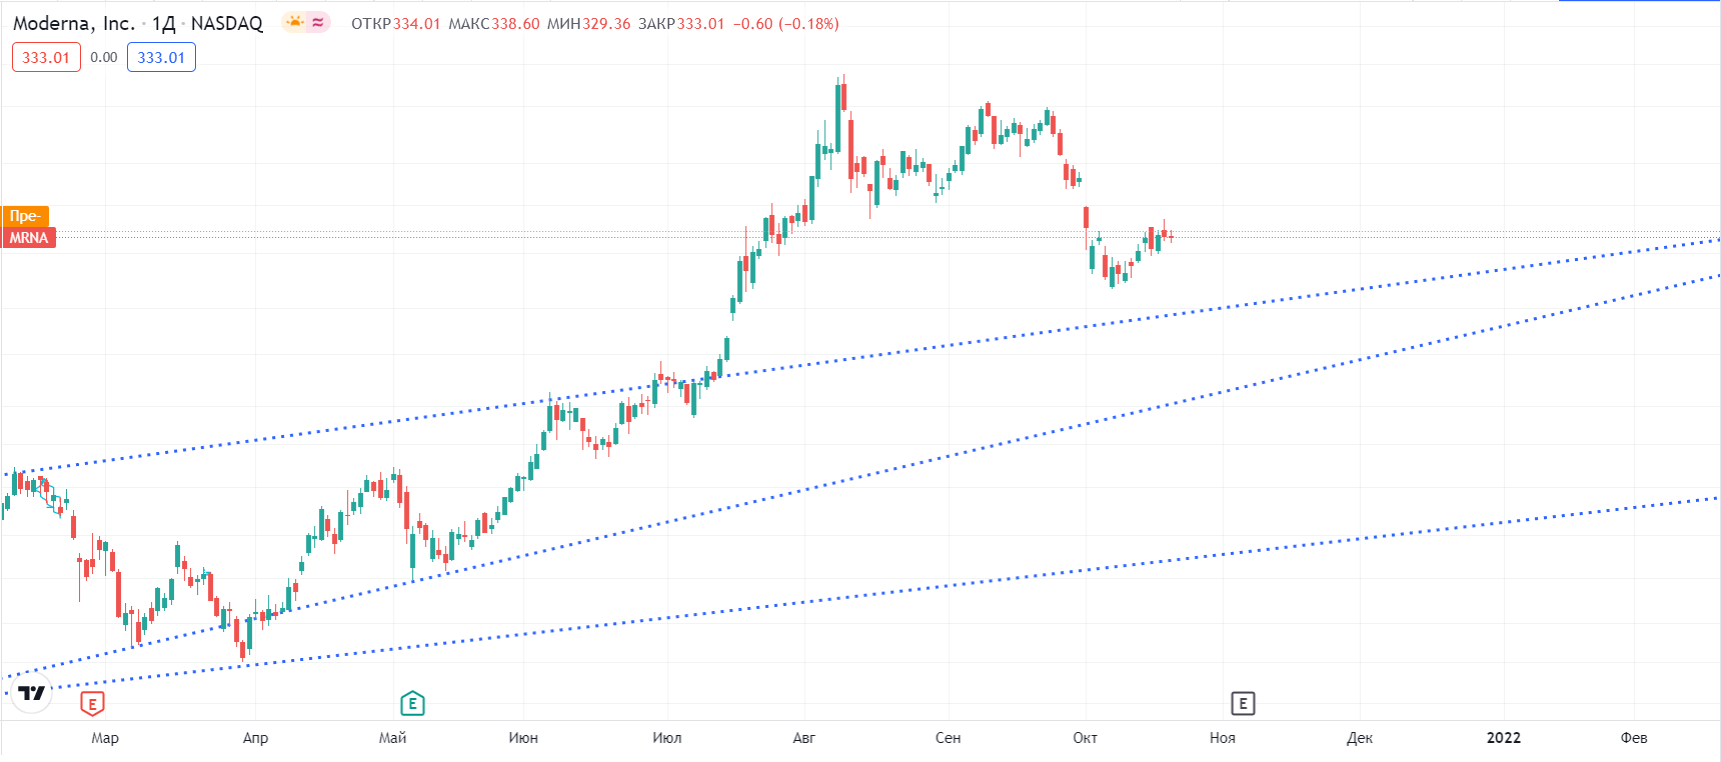 Moderna, Inc. · 1Д · NASDAQ ОТКР334.01 МАКС338.60 МИН329.36 ЗАКР333.01 −0.60 (−0.18%)
333.01 0.00 333.01
Пре-
MRNA
E E E
Мар Апр Май Июн Июл Авг Сен Окт Ноя Дек 2022 Фев